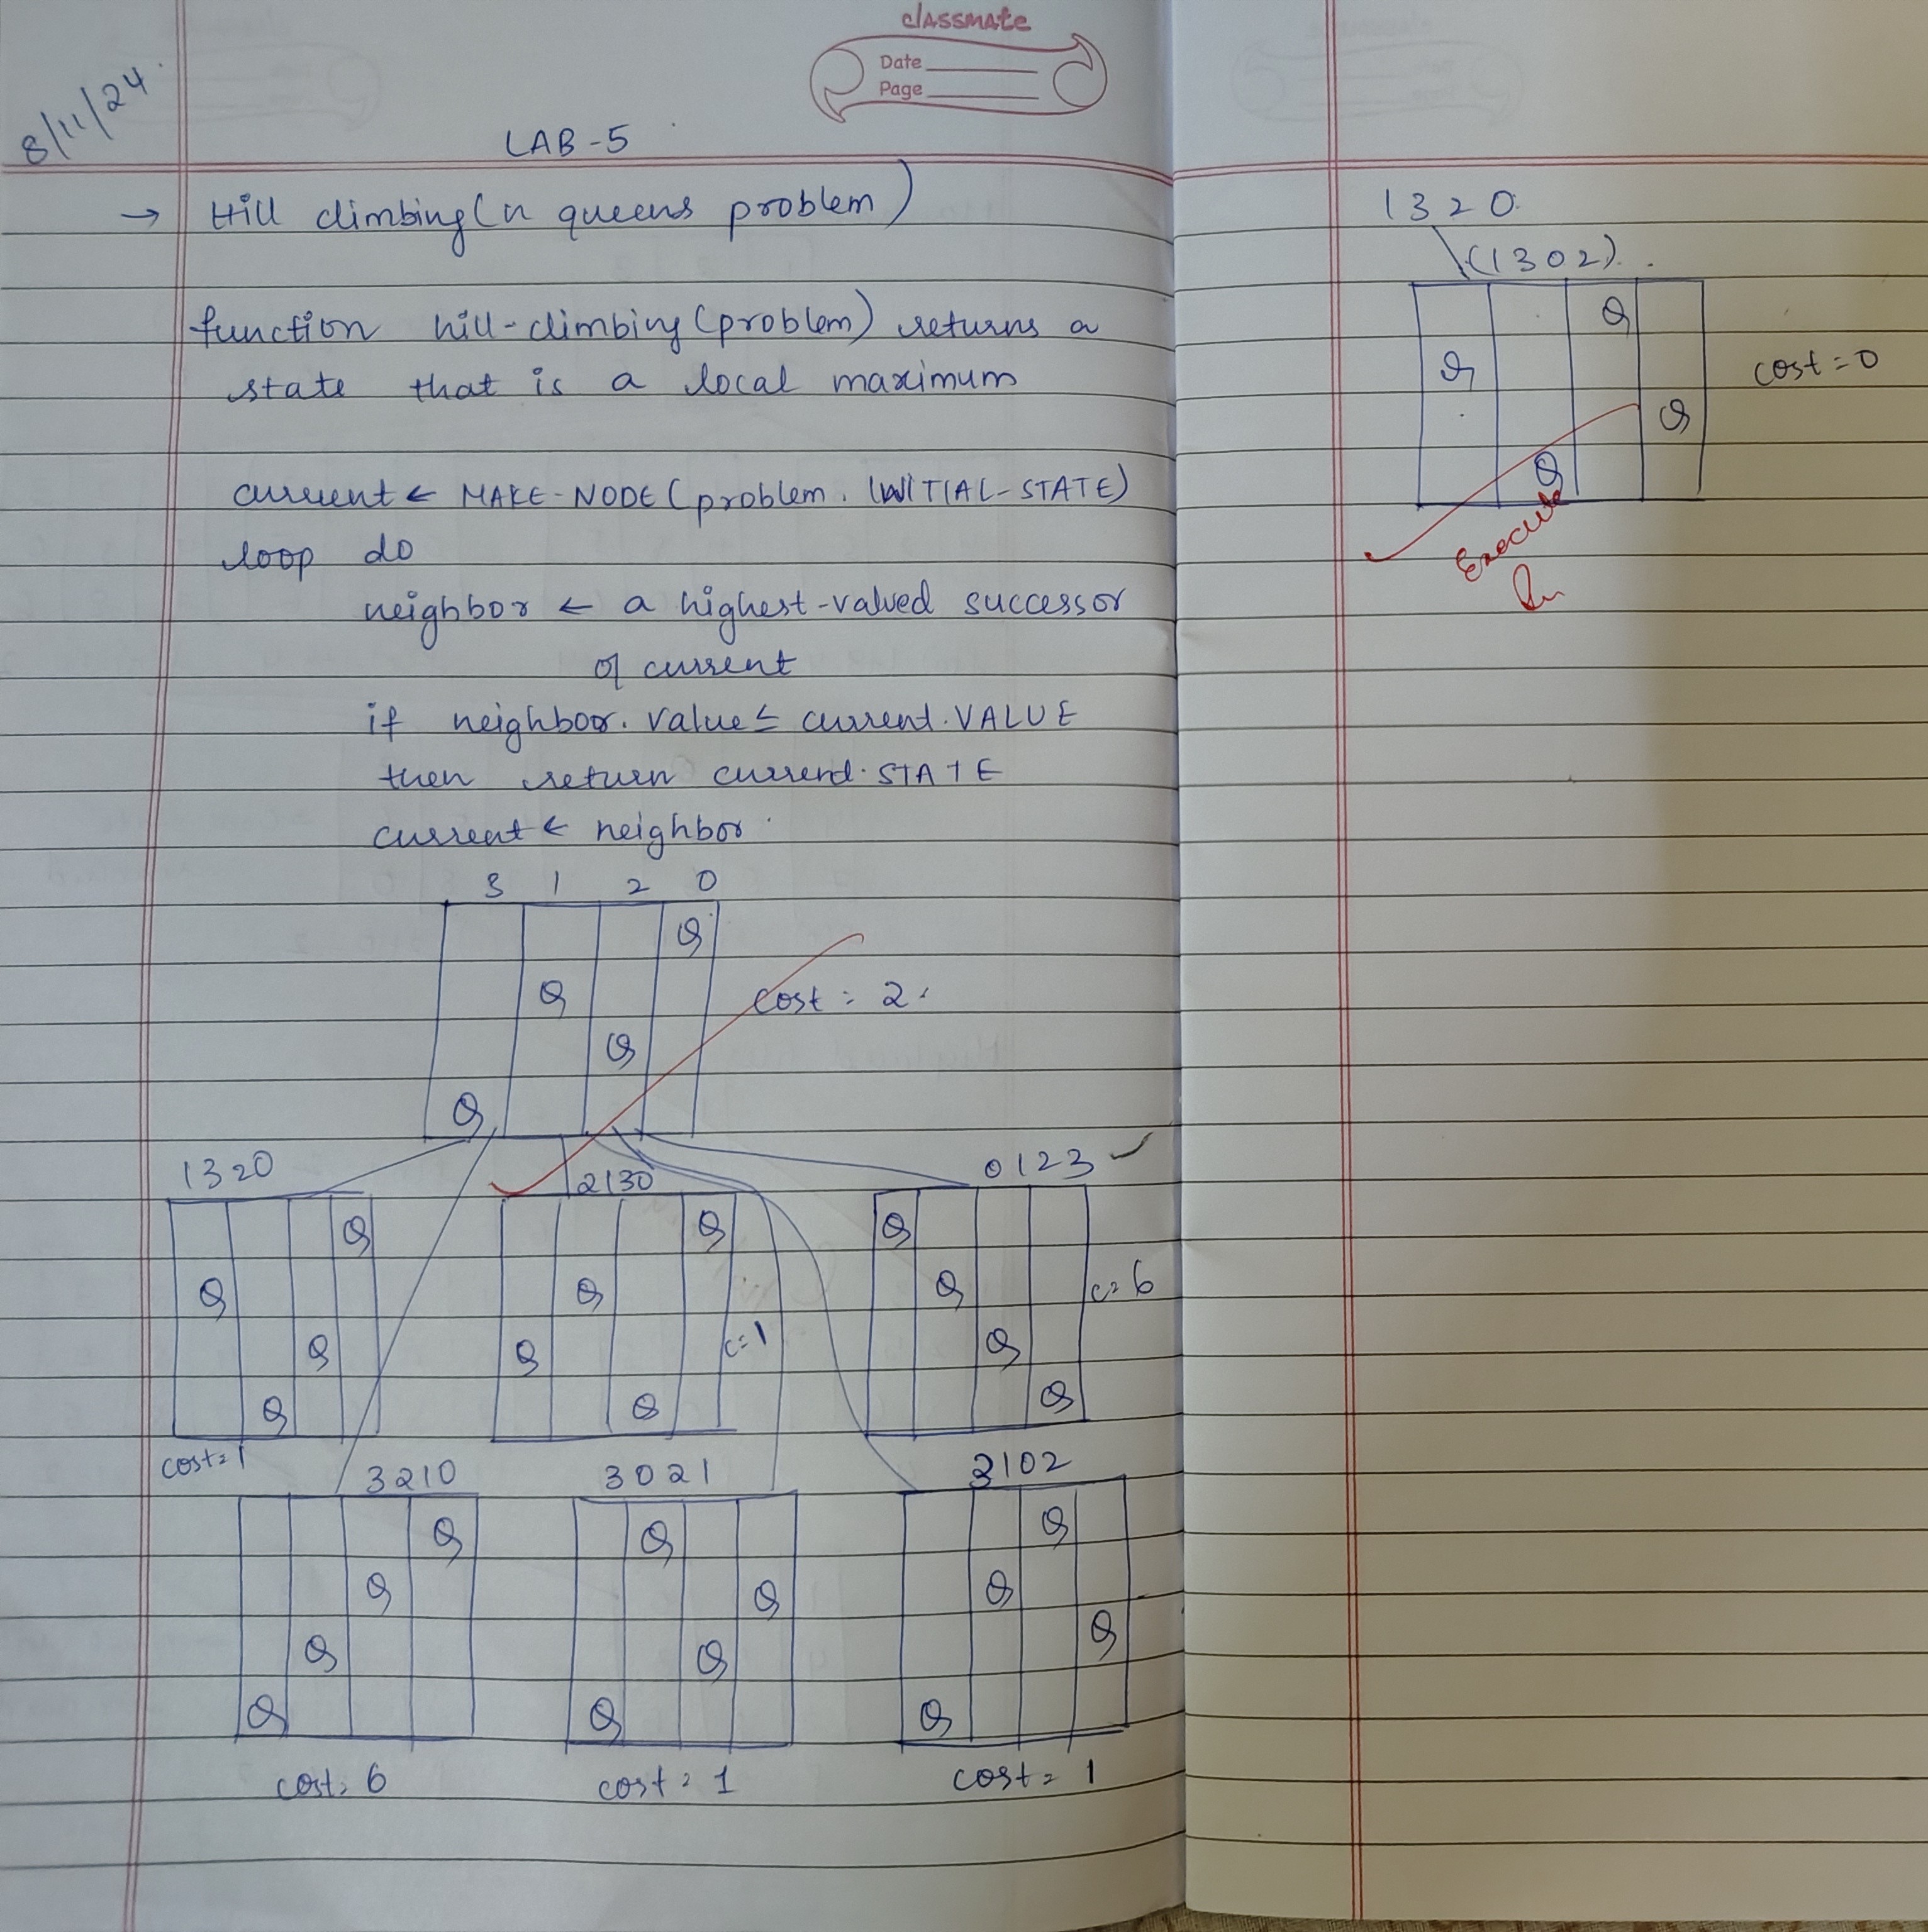 classmate
Date
Page
8/11/24
LAB-5
→ Hill climbing (n queens problem)
function hill-climbing (problem) returns a
state that is a local maximum
current ← MAKE-NODE (problem. INITIAL-STATE)
loop do
neighbor ← a highest-valued successor
of current
if neighbor. value ≤ current.VALUE
then return current.STATE
current ← neighbor
3 1 2 0
Q
Q
cost = 2
Q
Q
1320
2130
0123 ✓
Q Q Q
Q Q Q c=6
Q Q c=1 Q
Q Q Q
cost=1
3210 3021 3102
Q Q Q
Q Q Q
Q Q Q
Q Q Q
cost=6 cost=1 cost=1
1320
(1302)
Q
Q cost=0
Q
Q
Execute